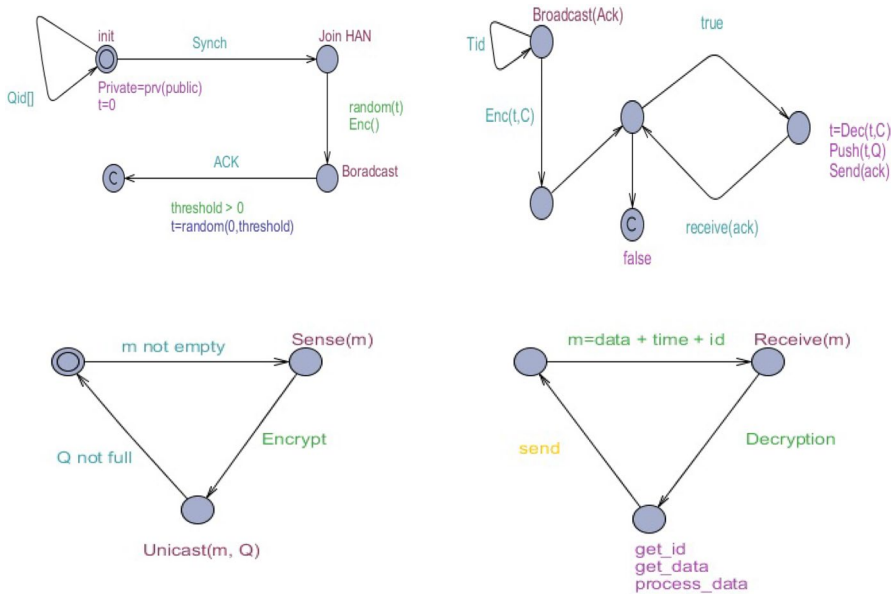 init
Synch
Join HAN
Qid[]
Private=prv(public)
t=0
random(t)
Enc()
ACK
Boradcast
C
threshold > 0
t=random(0,threshold)
Broadcast(Ack)
Tid
true
Enc(t,C)
t=Dec(t,C)
Push(t,Q)
Send(ack)
C
receive(ack)
false
m not empty
Sense(m)
Encrypt
Q not full
Unicast(m, Q)
m=data + time + id
Receive(m)
send
Decryption
get_id
get_data
process_data